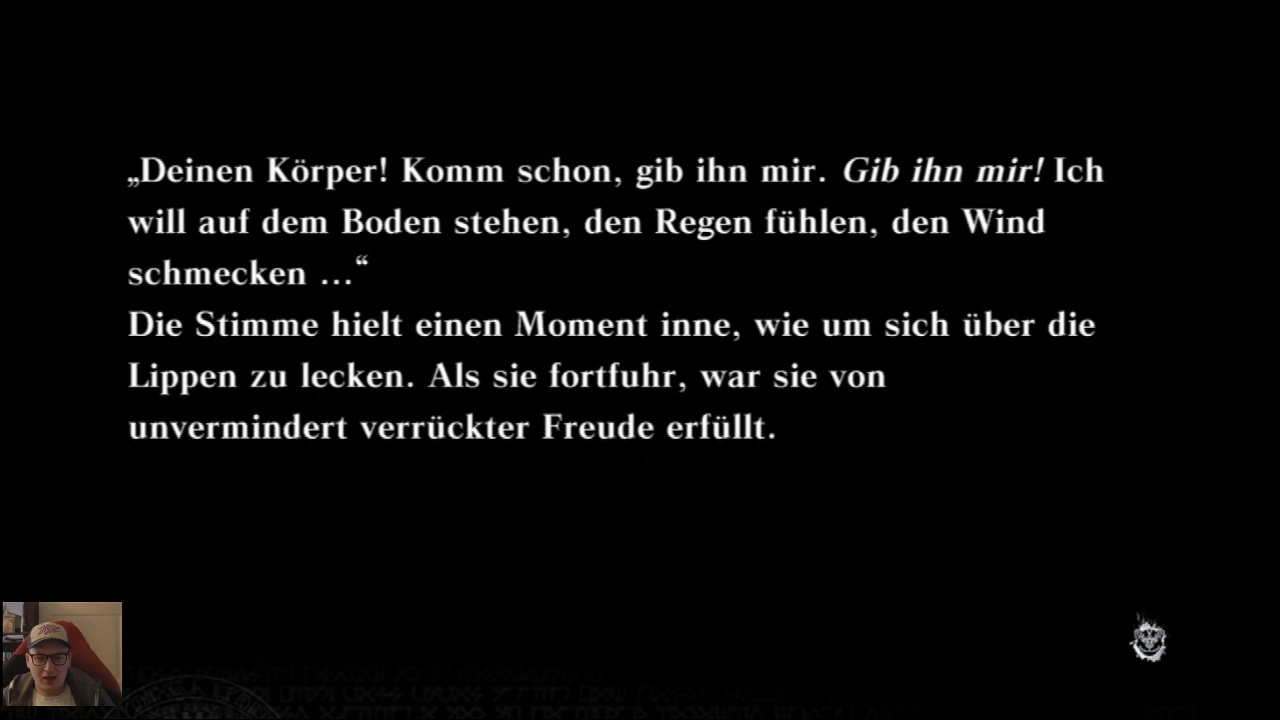 „Deinen Körper! Komm schon, gib ihn mir. Gib ihn mir! Ich
will auf dem Boden stehen, den Regen fühlen, den Wind
schmecken ...“
Die Stimme hielt einen Moment inne, wie um sich über die
Lippen zu lecken. Als sie fortfuhr, war sie von
unvermindert verrückter Freude erfüllt.